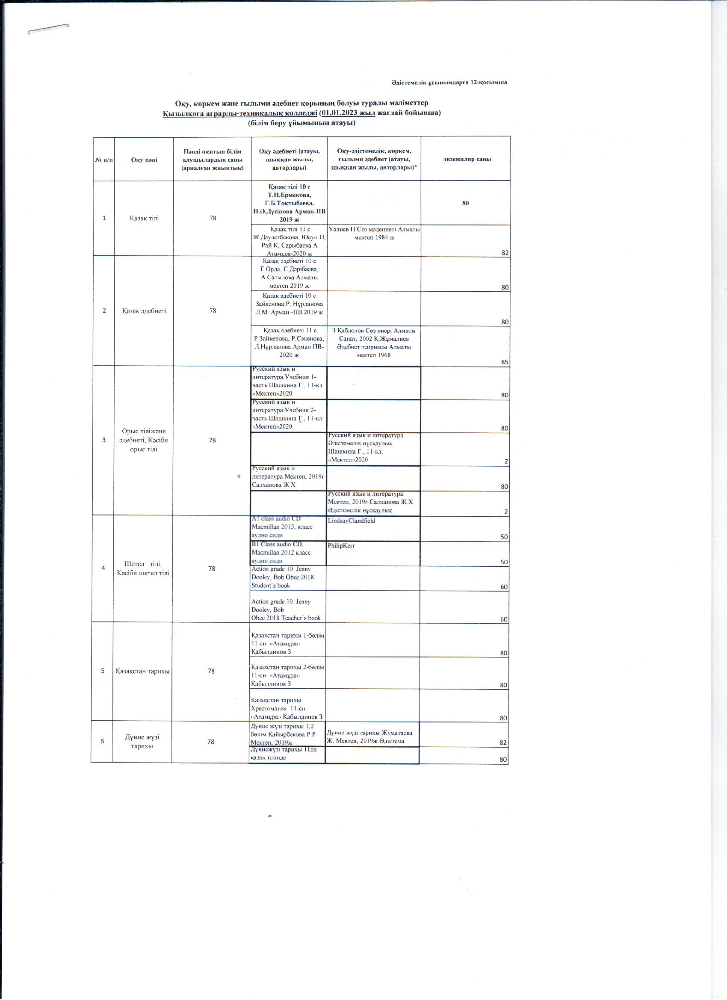 Әдістемелік ұсынымдарға 12-қосымша
Оқу, көркем және ғылыми әдебиет қорының болуы туралы мәліметтер
Қызылқоға аграрлы-техникалық колледжі (01.01.2023 жыл жағдай бойынша)
(білім беру ұйымының атауы)
№ п/п
Оқу пәні
Пәнді оқитын білім
алушылардың саны
(арналған жиынтық)
Оқу әдебиеті (атауы,
шыққан жылы,
авторлары)
Оқу-әдістемелік, көркем,
ғылыми әдебиет (атауы,
шыққан жылы, авторлары)*
экземпляр саны
1
Қазақ тілі
78
Қазақ тілі 10 с
Т.Н.Ермекова,
Г.Б.Тоқтыбаева,
Н.Ә.Дүсіпова Арман-ПВ
2019 ж
80
Қазақ тілі 11 с
Ж.Дәулетбекова, Юсуп П,
Рай К, Сарыбаева А
Атамұра-2020 ж
Уәлиев Н Сөз мәдениеті Алматы
мектеп 1984 ж
82
2
Қазақ әдебиеті
78
Қазақ әдебиеті 10 с
Г.Орда, С.Дәрібаева,
А.Сатылова Алматы
мектеп 2019 ж
80
Қазақ әдебиеті 10 с
Зайкенова Р, Нұрланова
Л.М. Арман -ПВ 2019 ж
80
Қазақ әдебиеті 11 с
Р.Зайкенова, Р.Сәкенова,
Л.Нұрланова Арман ПВ-
2020 ж
З.Қабдолов Сөз өнері Алматы
Санат, 2002 Қ.Жұмалиев
Әдебиет теориясы Алматы
мектеп 1968
85
3
Орыс тіліжәне
әдебиеті, Кәсіби
орыс тілі
78
Русский язык и
литература Учебник 1-
часть Шашкина Г., 11-кл.
«Мектеп»2020
80
Русский язык и
литература Учебник 2-
часть Шашкина Г., 11-кл.
«Мектеп»2020
80
Русский язык и литература
Әдістемелік нұсқаулық
Шашкина Г., 11-кл.
«Мектеп»2020
2
Русский язык и
литература Мектеп, 2019г
Салханова Ж.Х
80
Русский язык и литература
Мектеп, 2019г Салханова Ж.Х
Әдістемелік нұсқаулық
2
4
Шетел тілі,
Кәсіби шетел тілі
78
A1 class audio CD
Macmillan 2013, класс
аудио сиди
LindsayClandfield
50
B1 Class audio CD,
Macmillan 2012 класс
аудио сиди
PhilipKerr
50
Action grade 10. Jenny
Dooley, Bob Obee.2018.
Student`s book
60
Action grade 10. Jenny
Dooley, Bob
Obee.2018.Teacher`s book
60
5
Қазақстан тарихы
78
Қазақстан тарихы 1-бөлім
11-сн. «Атамұра»
Қабылдинов З
80
Қазақстан тарихы 2-бөлім
11-сн. «Атамұра»
Қабылдинов З
80
Қазақстан тарихы
Хрестоматия 11-сн.
«Атамұра» Қабылдинов З
80
6
Дүние жүзі
тарихы
78
Дүние жүзі тарихы 1,2
бөлім Қайырбекова Р.Р
Мектеп, 2019ж
Дүние жүзі тарихы Жуматаева
Ж. Мектеп, 2019ж Әдістема
82
Дүниежүзі тарихы 11сн
қазақ тілінде
80